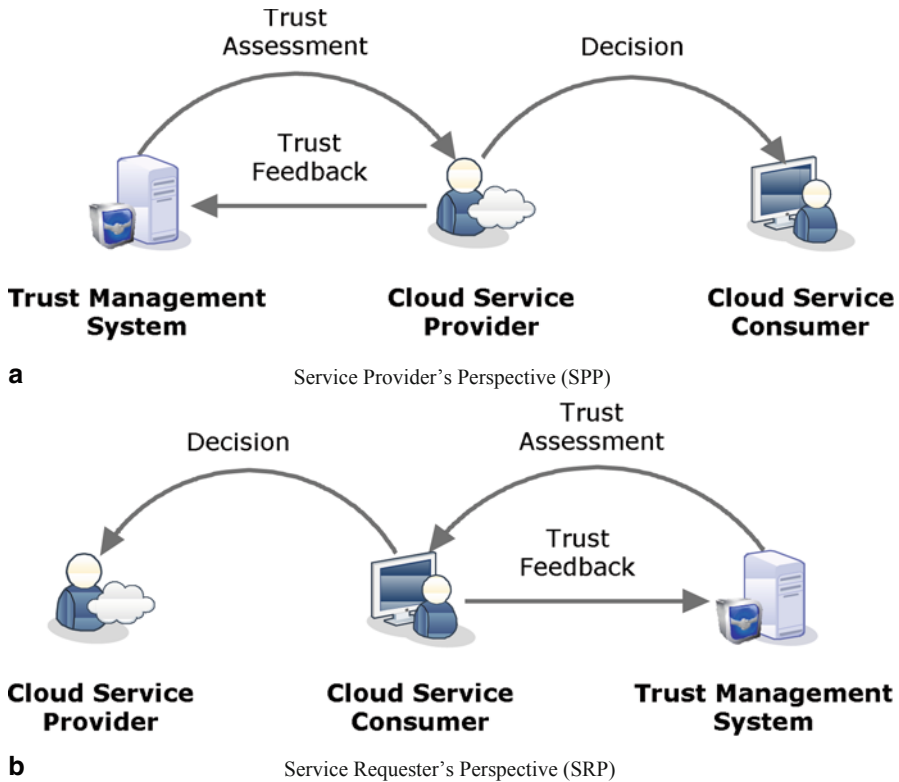 Trust
Assessment
Decision
Trust
Feedback
Trust Management
System
Cloud Service
Provider
Cloud Service
Consumer
a
Service Provider's Perspective (SPP)
Trust
Assessment
Decision
Trust
Feedback
Cloud Service
Provider
Cloud Service
Consumer
Trust Management
System
b
Service Requester's Perspective (SRP)